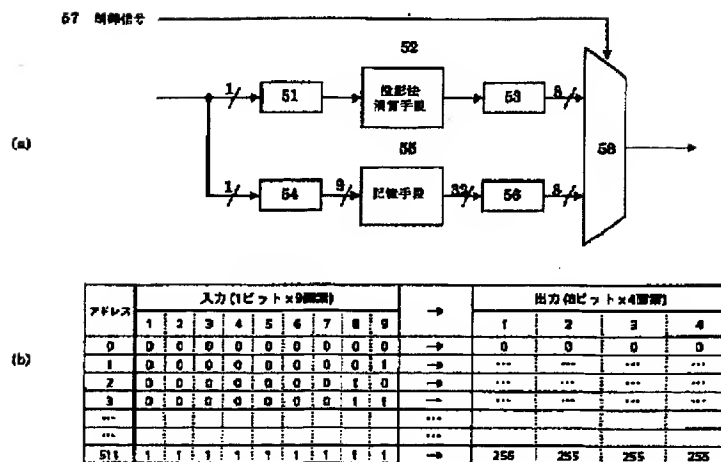 57 制御信号
52
1
51
投影法
演算手段
53
8
(a)
55
58
1
54
9
記憶手段
32
56
8
(b)
アドレス 入力 (1ビット×9画素) → 出力 (8ビット×4画素)
1 2 3 4 5 6 7 8 9 1 2 3 4
0 0 0 0 0 0 0 0 0 0 → 0 0 0 0
1 0 0 0 0 0 0 0 0 1 → ... ... ... ...
2 0 0 0 0 0 0 0 1 0 → ... ... ... ...
3 0 0 0 0 0 0 0 1 1 → ... ... ... ...
... ...
... ...
511 1 1 1 1 1 1 1 1 1 → 255 255 255 255